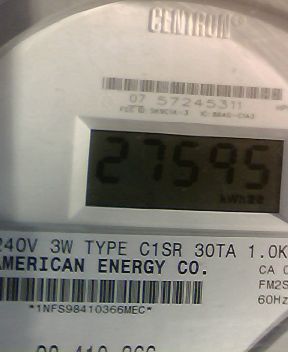 CENTRON®
07 57245311
27595
kWh
240V 3W TYPE C1SR 30TA 1.0K
AMERICAN ENERGY CO.
CA
FM2S
60Hz
*1NFS98410366MEC*